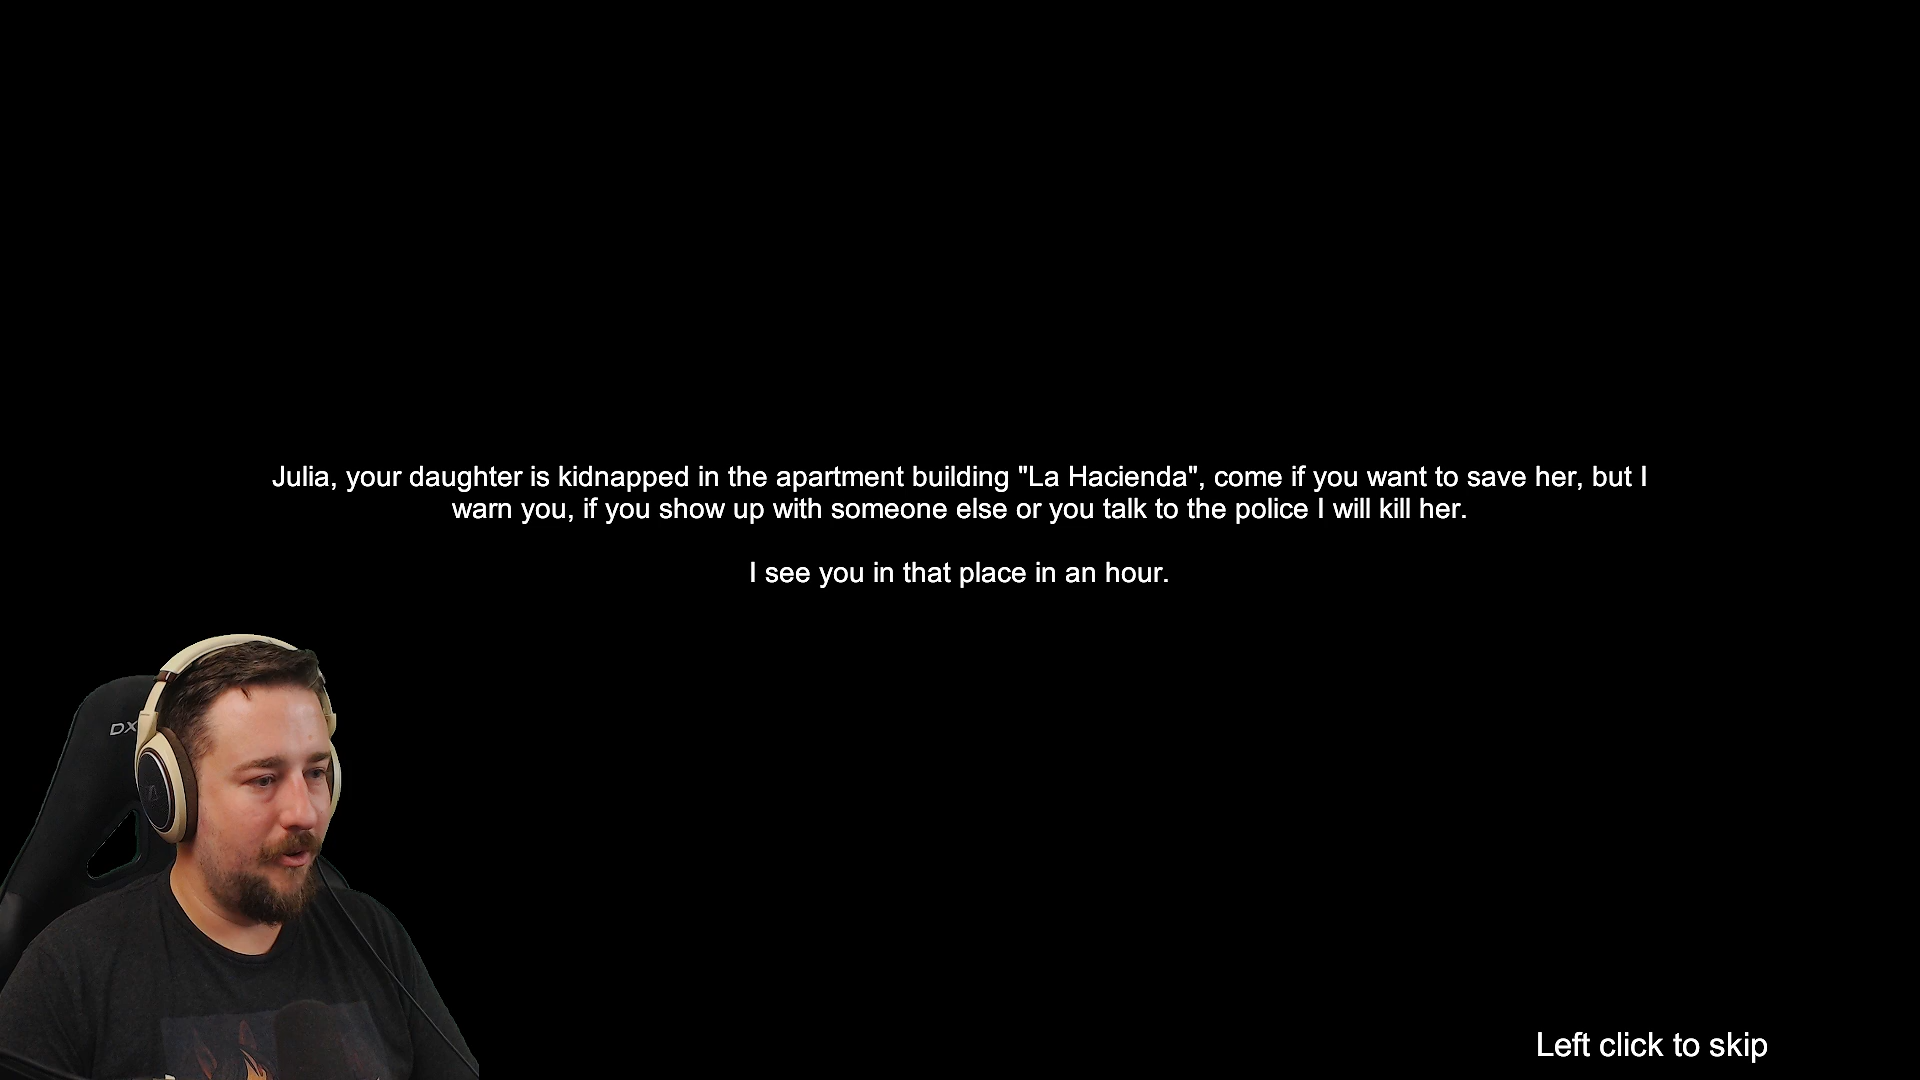 Julia, your daughter is kidnapped in the apartment building "La Hacienda", come if you want to save her, but I
warn you, if you show up with someone else or you talk to the police I will kill her.
I see you in that place in an hour.
DX
Left click to skip